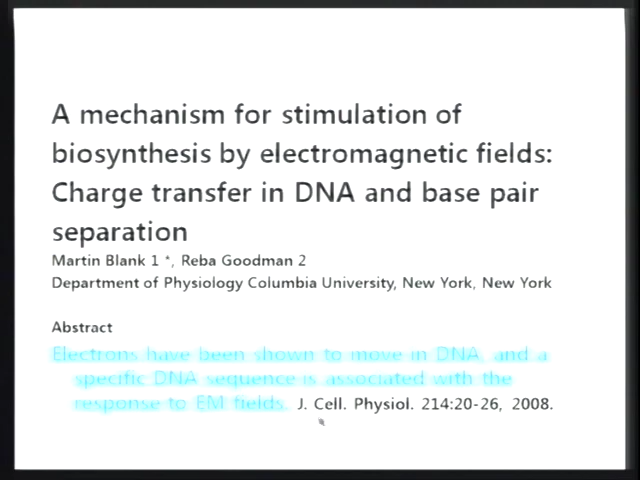 A mechanism for stimulation of
biosynthesis by electromagnetic fields:
Charge transfer in DNA and base pair
separation
Martin Blank 1 *, Reba Goodman 2
Department of Physiology Columbia University, New York, New York
Abstract
Electrons have been shown to move in DNA, and a
specific DNA sequence is associated with the
response to EM fields. J. Cell. Physiol. 214:20-26, 2008.